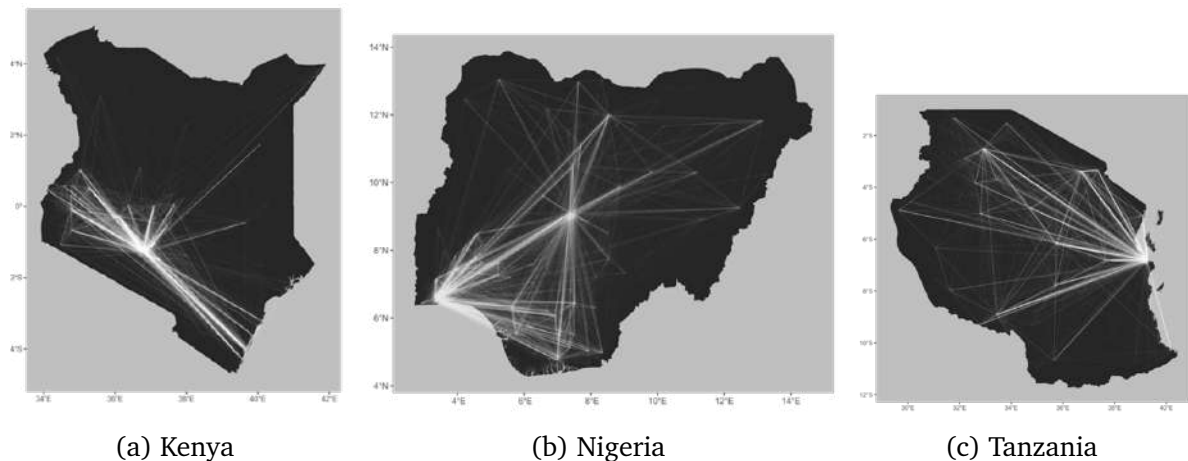 4°N
2°N
0°
2°S
4°S
34°E 36°E 38°E 40°E 42°E
14°N
12°N
10°N
8°N
6°N
4°N
4°E 6°E 8°E 10°E 12°E 14°E
2°S
4°S
6°S
8°S
10°S
12°S
30°E 32°E 34°E 36°E 38°E 40°E
(a) Kenya (b) Nigeria (c) Tanzania